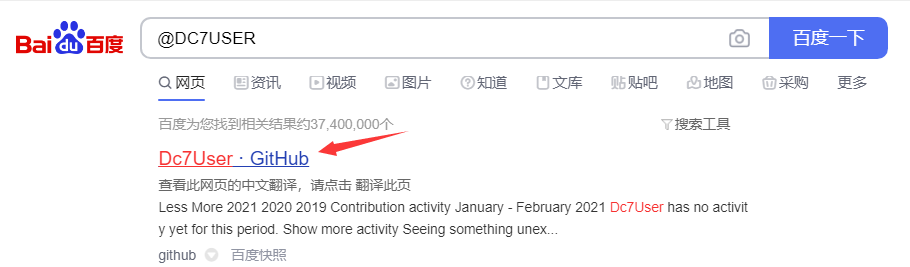 Bai du 百度 @DC7USER 百度一下
网页 资讯 视频 图片 知道 文库 贴 贴吧 地图 采购 更多
百度为您找到相关结果约37,400,000个 搜索工具
Dc7User · GitHub
查看此网页的中文翻译，请点击 翻译此页
Less More 2021 2020 2019 Contribution activity January - February 2021 Dc7User has no activit
y yet for this period. Show more activity Seeing something unex...
github 百度快照